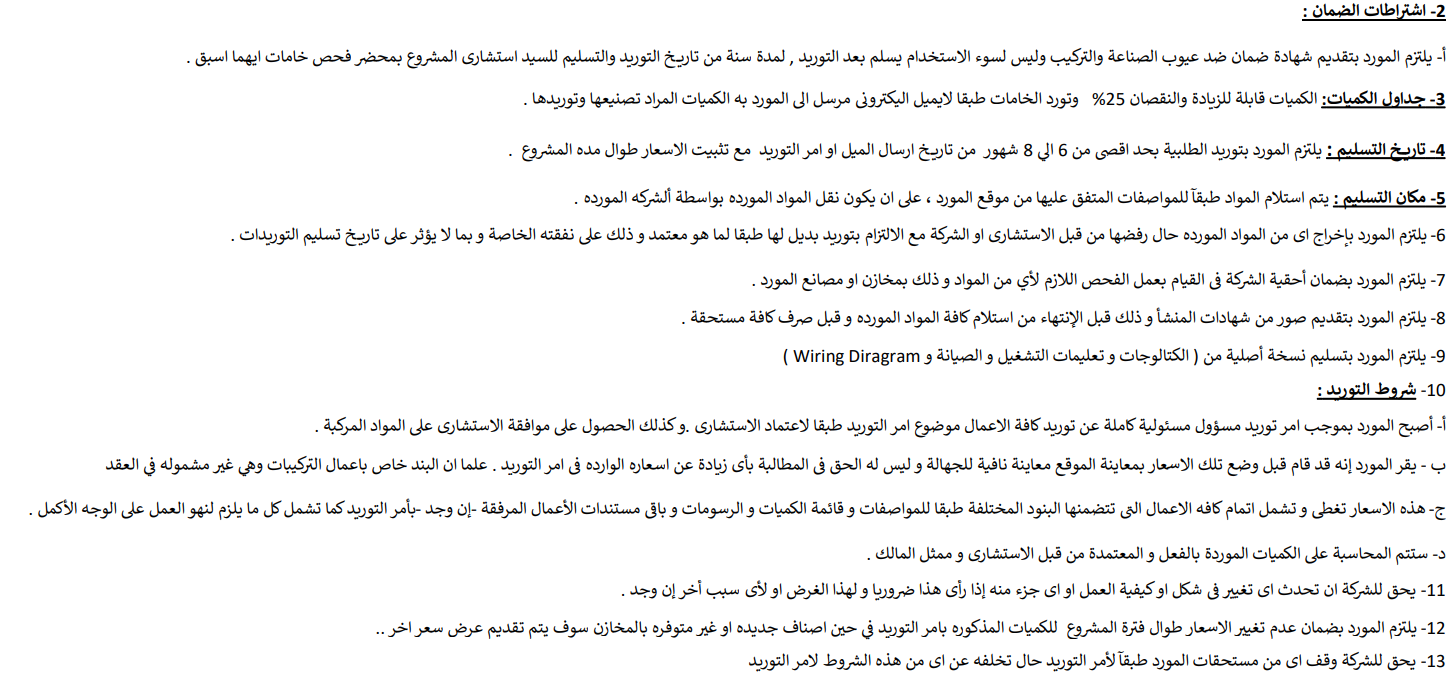 2- اشتراطات الضمان :
أ- يلتزم المورد بتقديم شهادة ضمان ضد عيوب الصناعة والتركيب وليس لسوء الاستخدام يسلم بعد التوريد , لمدة سنة من تاريخ التوريد والتسليم للسيد استشارى المشروع بمحضر فحص خامات ايهما اسبق .
3- جداول الكميات: الكميات قابلة للزيادة والنقصان 25% وتورد الخامات طبقا لايميل اليكترونى مرسل الى المورد به الكميات المراد تصنيعها وتوريدها .
4- تاريخ التسليم : يلتزم المورد بتوريد الطلبية بحد اقصى من 6 الي 8 شهور من تاريخ ارسال الميل او امر التوريد مع تثبيت الاسعار طوال مده المشروع .
5- مكان التسليم : يتم استلام المواد طبقآ للمواصفات المتفق عليها من موقع المورد ، على ان يكون نقل المواد المورده بواسطة ألشركه المورده .
6- يلتزم المورد بإخراج اى من المواد المورده حال رفضها من قبل الاستشارى او الشركة مع الالتزام بتوريد بديل لها طبقا لما هو معتمد و ذلك على نفقته الخاصة و بما لا يؤثر على تاريخ تسليم التوريدات .
7- يلتزم المورد بضمان أحقية الشركة فى القيام بعمل الفحص اللازم لأي من المواد و ذلك بمخازن او مصانع المورد .
8- يلتزم المورد بتقديم صور من شهادات المنشأ و ذلك قبل الإنتهاء من استلام كافة المواد المورده و قبل صرف كافة مستحقة .
9- يلتزم المورد بتسليم نسخة أصلية من ( الكتالوجات و تعليمات التشغيل و الصيانة و Wiring Diragram )
10- شروط التوريد :
أ- أصبح المورد بموجب امر توريد مسؤول مسئولية كاملة عن توريد كافة الاعمال موضوع امر التوريد طبقا لاعتماد الاستشارى .و كذلك الحصول على موافقة الاستشارى على المواد المركبة .
ب - يقر المورد إنه قد قام قبل وضع تلك الاسعار بمعاينة الموقع معاينة نافية للجهالة و ليس له الحق فى المطالبة بأى زيادة عن اسعاره الوارده فى امر التوريد . علما ان البند خاص باعمال التركيبات وهي غير مشموله في العقد
ج- هذه الاسعار تغطى و تشمل اتمام كافه الاعمال التى تتضمنها البنود المختلفة طبقا للمواصفات و قائمة الكميات و الرسومات و باقى مستندات الأعمال المرفقة -إن وجد -بأمر التوريد كما تشمل كل ما يلزم لنهو العمل على الوجه الأكمل .
د- ستتم المحاسبة على الكميات الموردة بالفعل و المعتمدة من قبل الاستشارى و ممثل المالك .
11- يحق للشركة ان تحدث اى تغيير فى شكل او كيفية العمل او اى جزء منه إذا رأى هذا ضروريا و لهذا الغرض او لأى سبب أخر إن وجد .
12- يلتزم المورد بضمان عدم تغيير الاسعار طوال فترة المشروع للكميات المذكوره بامر التوريد في حين اصناف جديده او غير متوفره بالمخازن سوف يتم تقديم عرض سعر اخر ..
13- يحق للشركة وقف اى من مستحقات المورد طبقآ لأمر التوريد حال تخلفه عن اى من هذه الشروط لامر التوريد